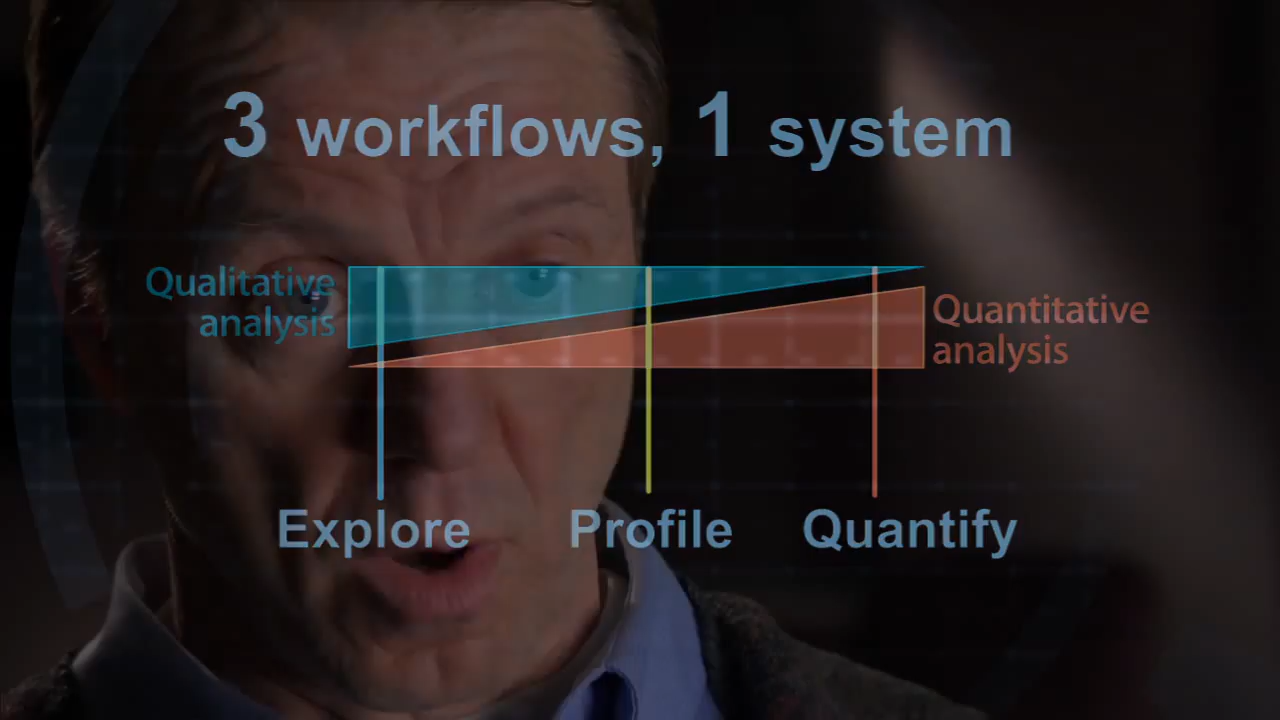 3 workflows, 1 system
Qualitative
analysis
Quantitative
analysis
Explore
Profile
Quantify